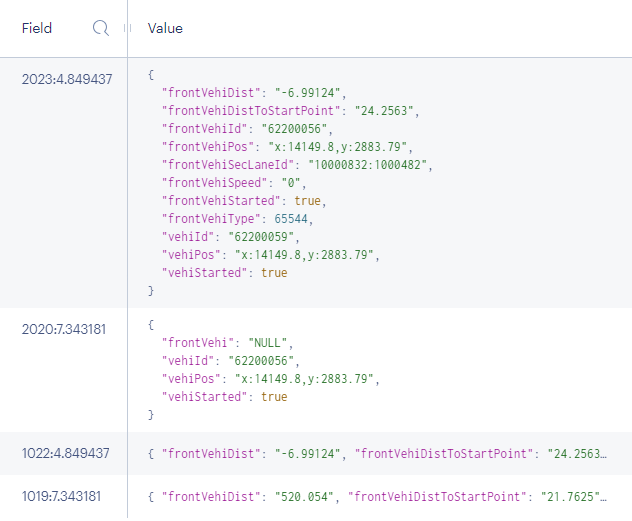 Field Value
2023:4.849437 {
"frontVehiDist": "-6.99124",
"frontVehiDistToStartPoint": "24.2563",
"frontVehiId": "62200056",
"frontVehiPos": "x:14149.8,y:2883.79",
"frontVehiSecLaneId": "10000832:1000482",
"frontVehiSpeed": "0",
"frontVehiStarted": true,
"frontVehiType": 65544,
"vehiId": "62200059",
"vehiPos": "x:14149.8,y:2883.79",
"vehiStarted": true
}
2020:7.343181 {
"frontVehi": "NULL",
"vehiId": "62200056",
"vehiPos": "x:14149.8,y:2883.79",
"vehiStarted": true
}
1022:4.849437 { "frontVehiDist": "-6.99124", "frontVehiDistToStartPoint": "24.2563…
1019:7.343181 { "frontVehiDist": "520.054", "frontVehiDistToStartPoint": "21.7625"…